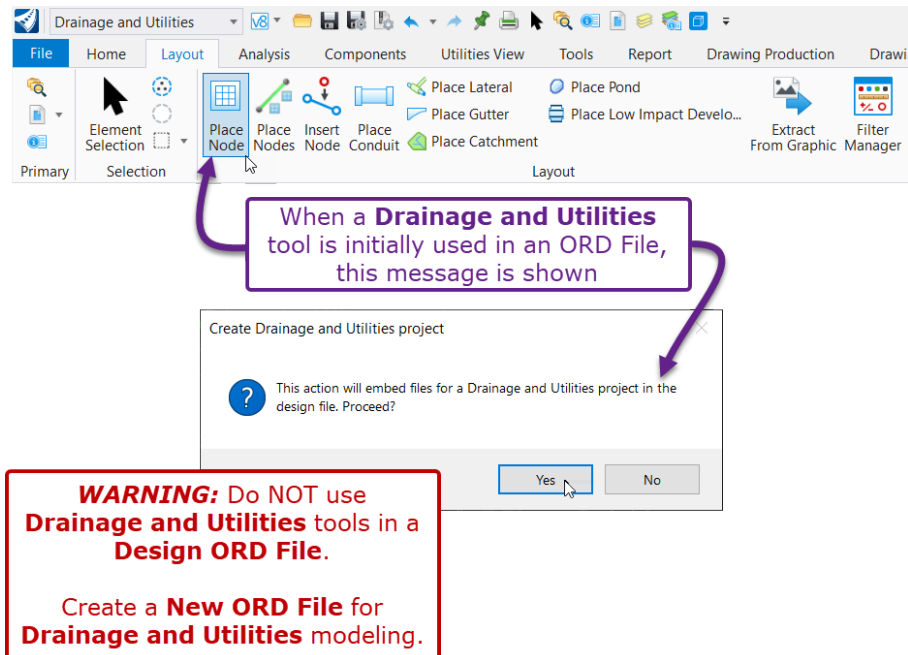 Drainage and Utilities
File Home Layout Analysis Components Utilities View Tools Report Drawing Production Drawi
Element Selection
Place Node
Place Nodes
Insert Node
Place Conduit
Place Lateral
Place Gutter
Place Catchment
Place Pond
Place Low Impact Develo...
Extract From Graphic
Filter Manager
Primary Selection Layout
When a Drainage and Utilities
tool is initially used in an ORD File,
this message is shown
Create Drainage and Utilities project
This action will embed files for a Drainage and Utilities project in the
design file. Proceed?
Yes No
WARNING: Do NOT use
Drainage and Utilities tools in a
Design ORD File.
Create a New ORD File for
Drainage and Utilities modeling.